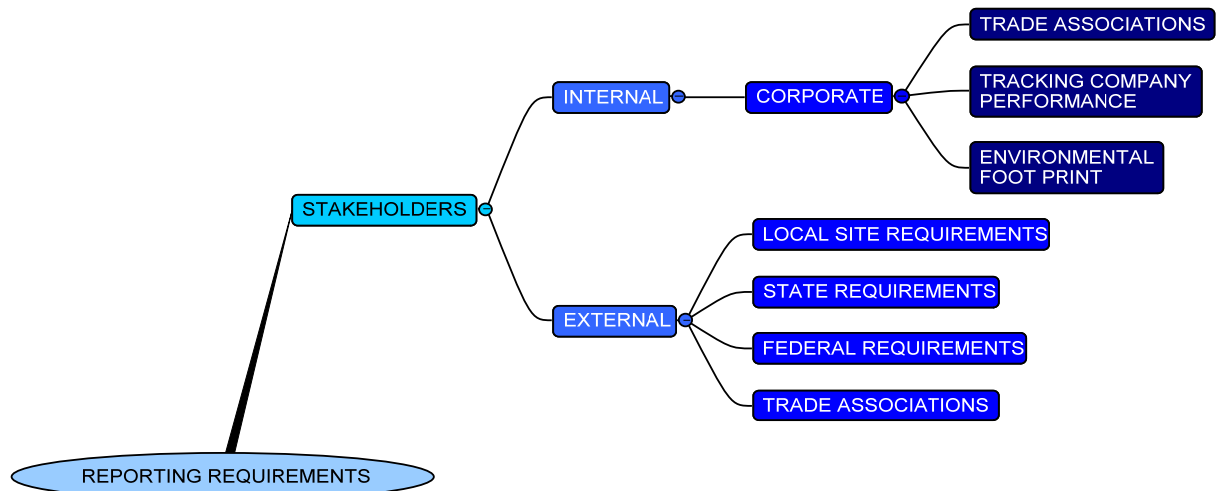 TRADE ASSOCIATIONS
TRACKING COMPANY
PERFORMANCE
INTERNAL
CORPORATE
ENVIRONMENTAL
FOOT PRINT
STAKEHOLDERS
LOCAL SITE REQUIREMENTS
STATE REQUIREMENTS
EXTERNAL
FEDERAL REQUIREMENTS
TRADE ASSOCIATIONS
REPORTING REQUIREMENTS